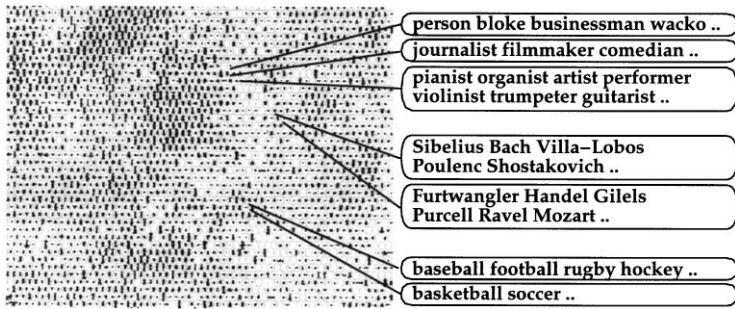 person bloke businessman wacko ..
journalist filmmaker comedian ..
pianist organist artist performer
violinist trumpeter guitarist ..
Sibelius Bach Villa–Lobos
Poulenc Shostakovich ..
Furtwangler Handel Gilels
Purcell Ravel Mozart ..
baseball football rugby hockey ..
basketball soccer ..